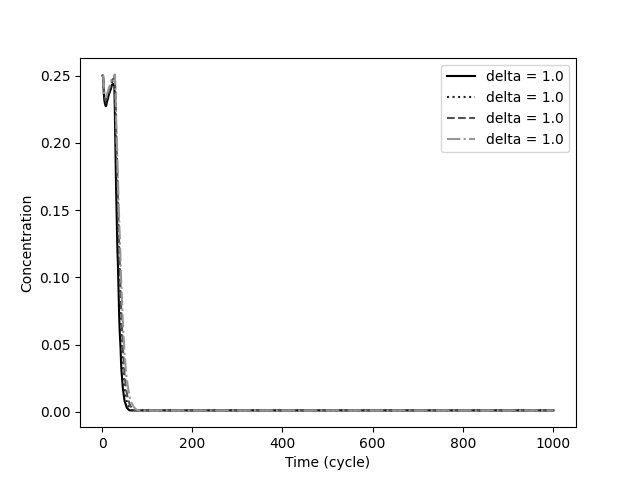 0.25
0.20
0.15
0.10
0.05
0.00
Concentration
0 200 400 600 800 1000
Time (cycle)
delta = 1.0
delta = 1.0
delta = 1.0
delta = 1.0